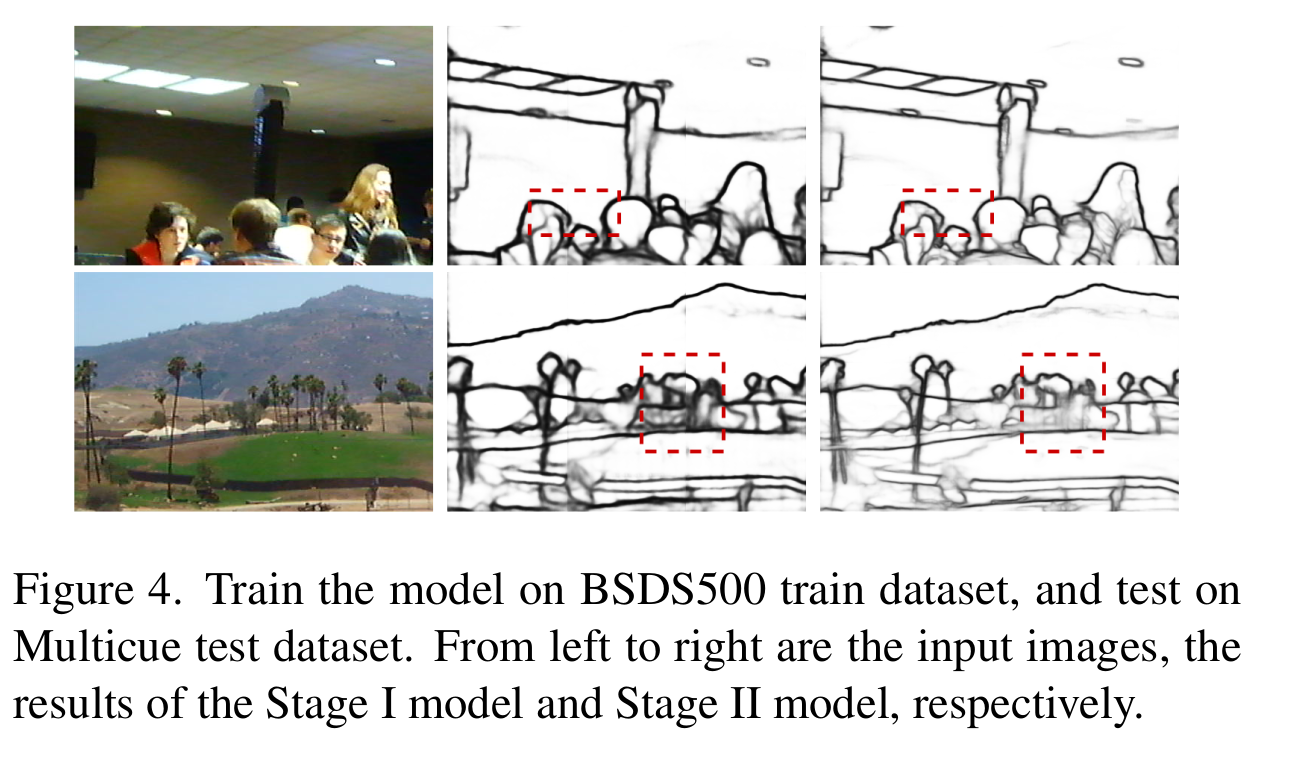 Figure 4. Train the model on BSDS500 train dataset, and test on
Multicue test dataset. From left to right are the input images, the
results of the Stage I model and Stage II model, respectively.